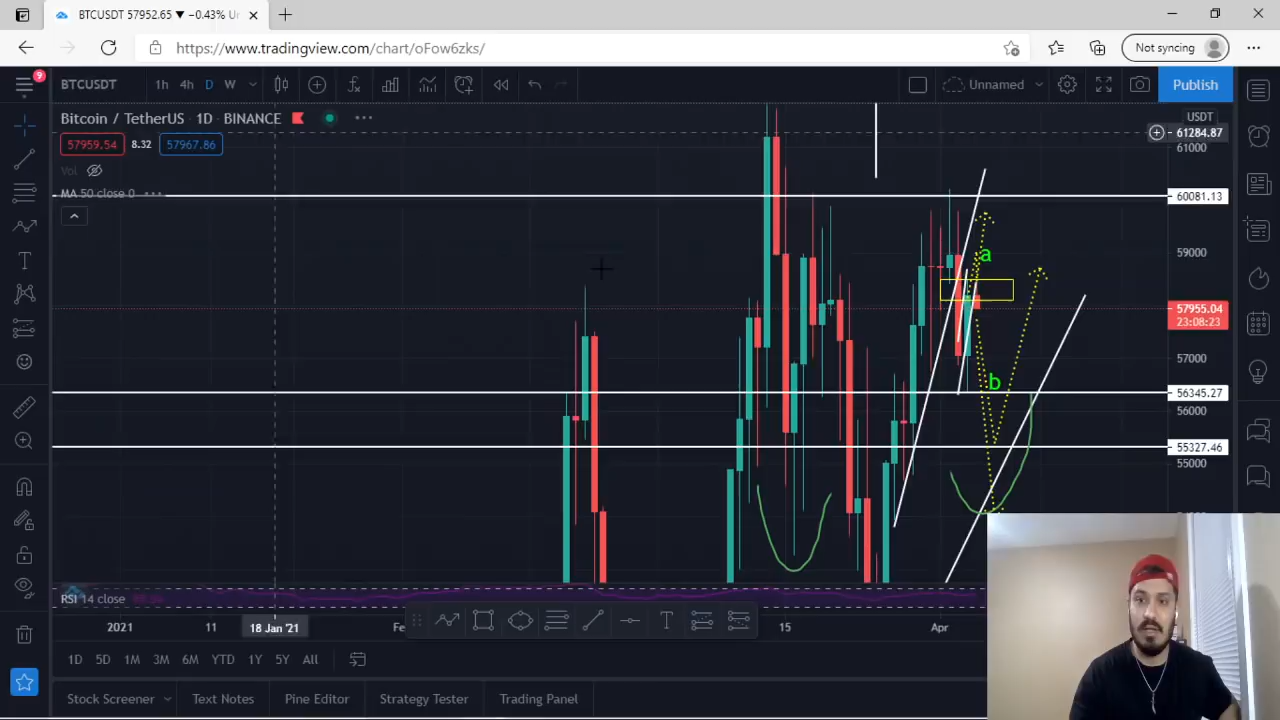 BTCUSDT 57952.65 ▼ −0.43% Un
https://www.tradingview.com/chart/oFow6zks/
Not syncing
9
BTCUSDT 1h 4h D W
Unnamed
Publish
Bitcoin / TetherUS · 1D · BINANCE
57959.54 8.32 57967.86
Vol
MA 50 close 0
USDT
61284.87
61000
60081.13
59000
57955.04
23:08:23
57000
56345.27
56000
55327.46
55000
a
b
RSI 14 close
2021 11 18 Jan '21 15 Apr
1D 5D 1M 3M 6M YTD 1Y 5Y All
Stock Screener Text Notes Pine Editor Strategy Tester Trading Panel